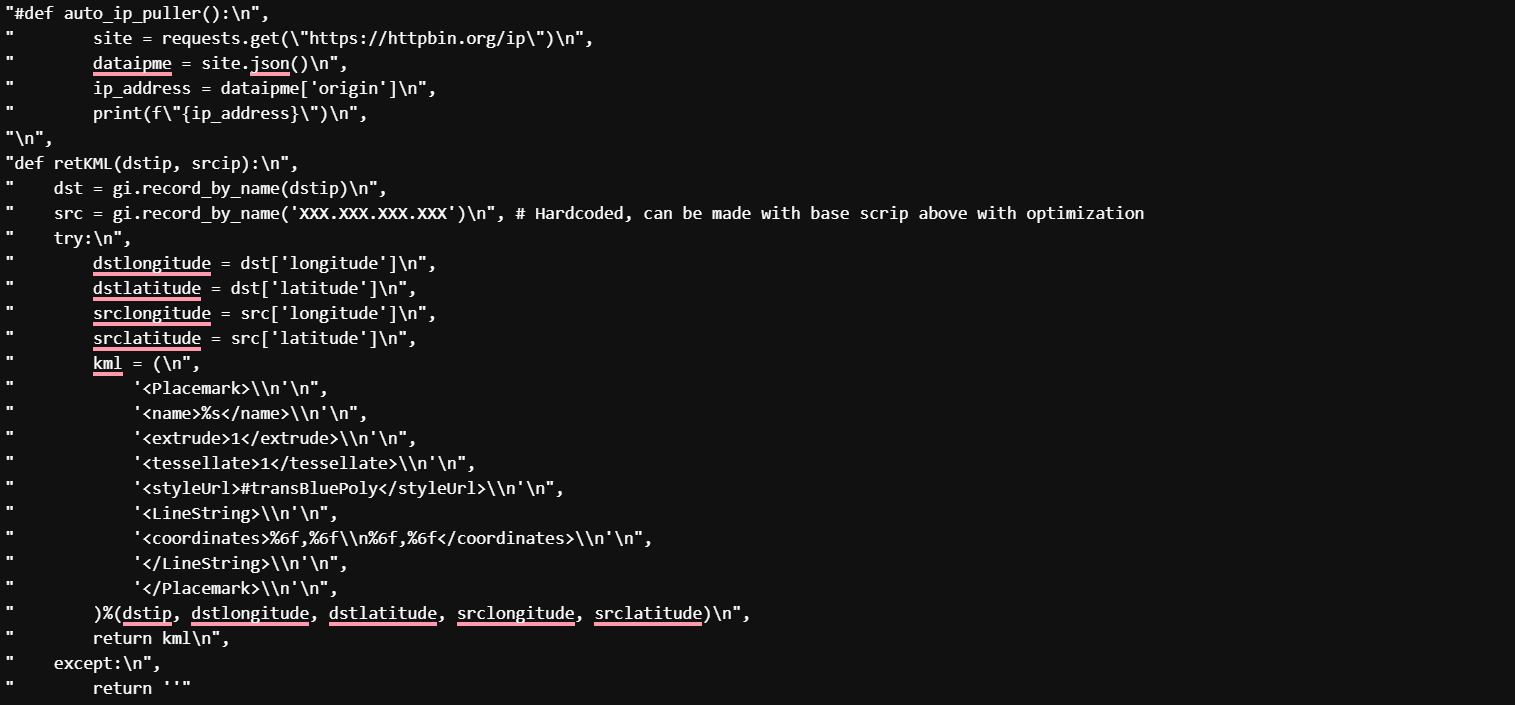 "#def auto_ip_puller():\n",
"        site = requests.get(\"https://httpbin.org/ip\")\n",
"        dataipme = site.json()\n",
"        ip_address = dataipme['origin']\n",
"        print(f\"{ip_address}\")\n",
"\n",
"def retKML(dstip, srcip):\n",
"    dst = gi.record_by_name(dstip)\n",
"    src = gi.record_by_name('XXX.XXX.XXX.XXX')\n", # Hardcoded, can be made with base scrip above with optimization
"    try:\n",
"        dstlongitude = dst['longitude']\n",
"        dstlatitude = dst['latitude']\n",
"        srclongitude = src['longitude']\n",
"        srclatitude = src['latitude']\n",
"        kml = (\n",
"            '<Placemark>\\n'\n",
"            '<name>%s</name>\\n'\n",
"            '<extrude>1</extrude>\\n'\n",
"            '<tessellate>1</tessellate>\\n'\n",
"            '<styleUrl>#transBluePoly</styleUrl>\\n'\n",
"            '<LineString>\\n'\n",
"            '<coordinates>%6f,%6f\\n%6f,%6f</coordinates>\\n'\n",
"            '</LineString>\\n'\n",
"            '</Placemark>\\n'\n",
"        )%(dstip, dstlongitude, dstlatitude, srclongitude, srclatitude)\n",
"        return kml\n",
"    except:\n",
"        return ''"